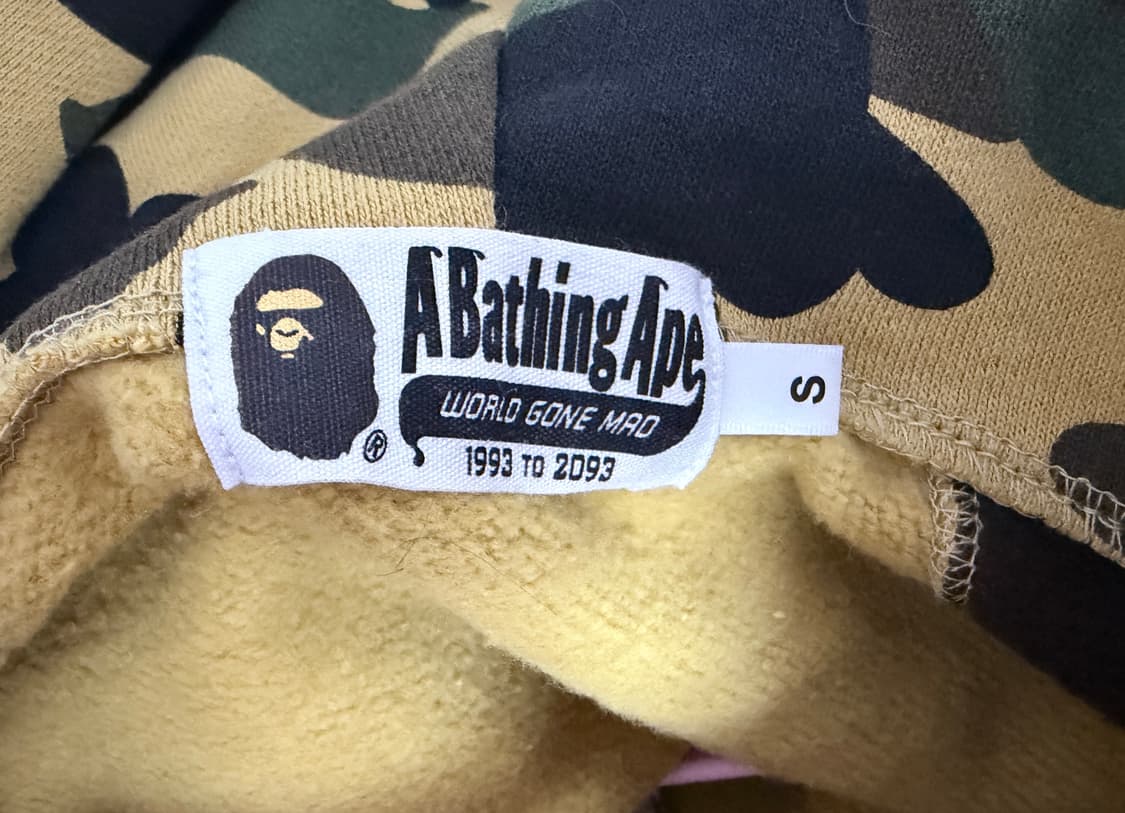 A Bathing Ape
WORLD GONE MAD
1993 TO 2093
®
S